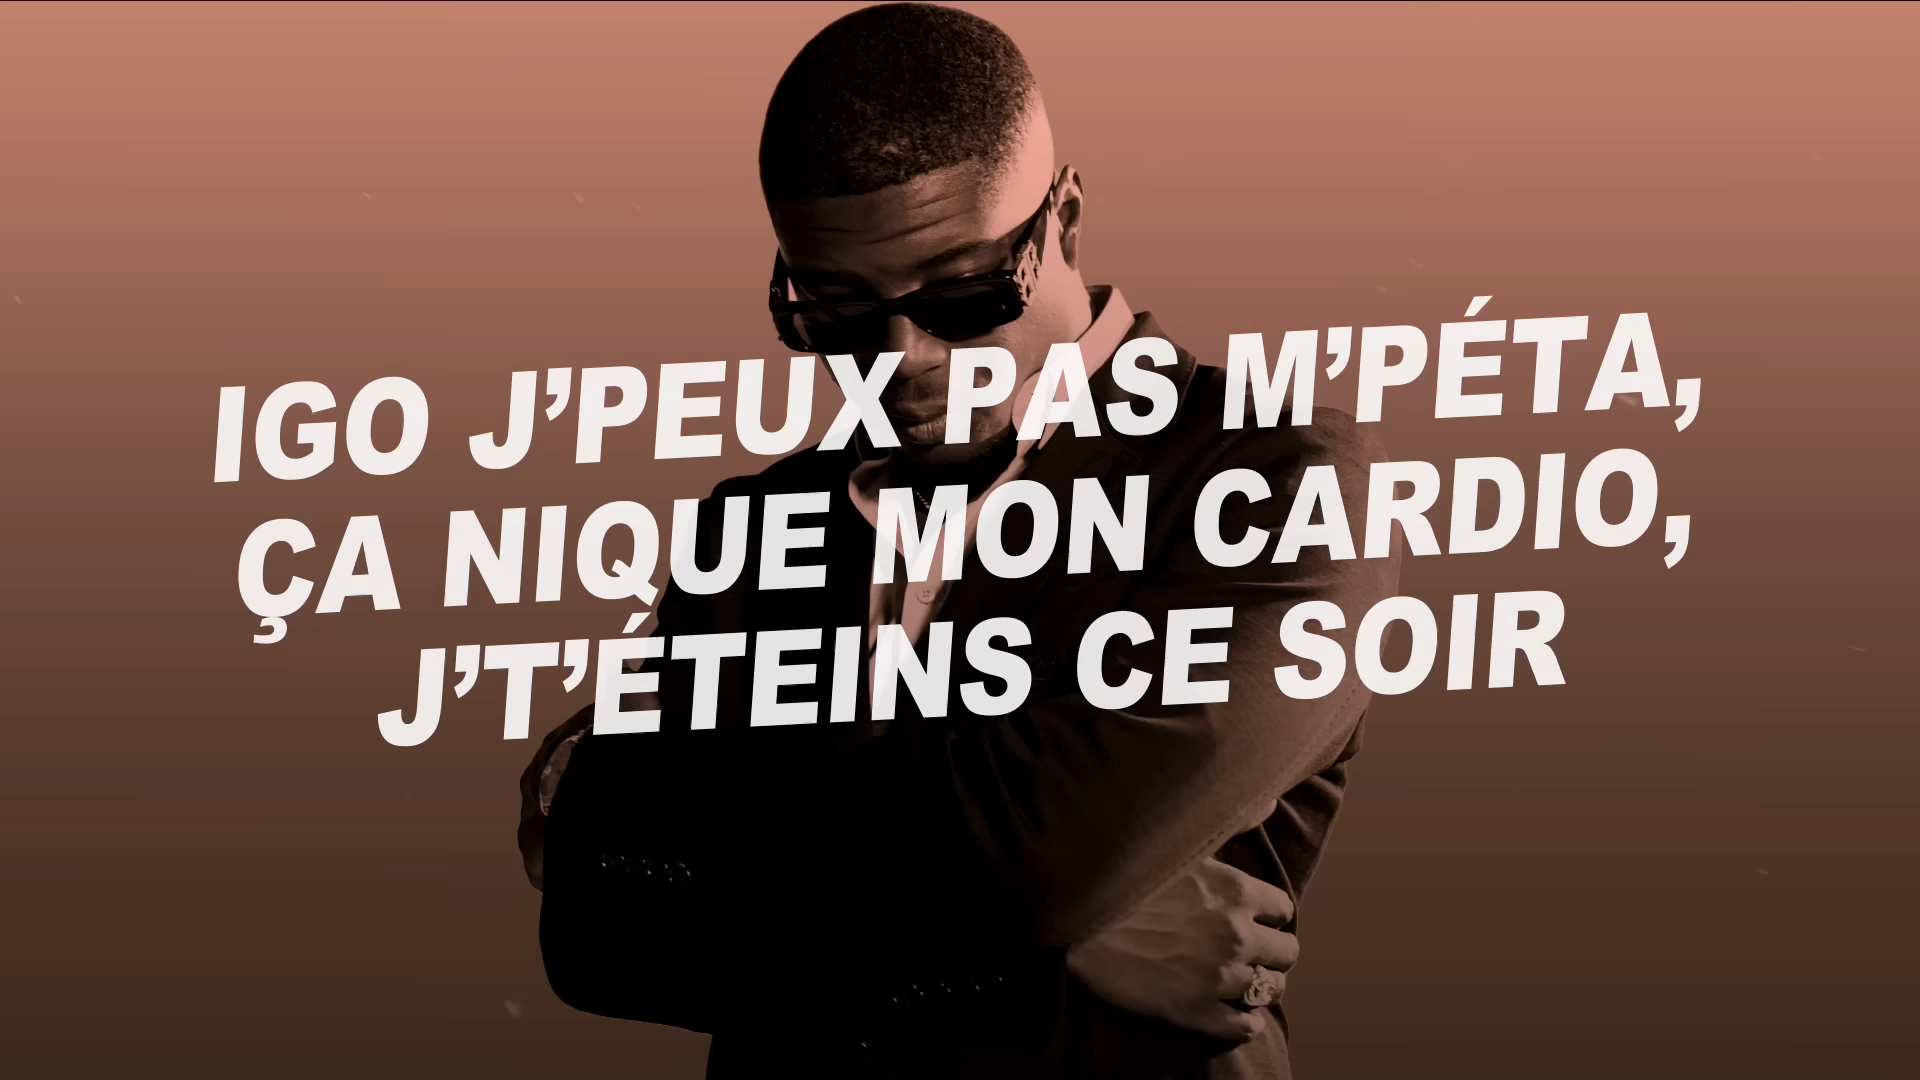 IGO J’PEUX PAS M’PÉTA,
ÇA NIQUE MON CARDIO,
J’T’ÉTEINS CE SOIR